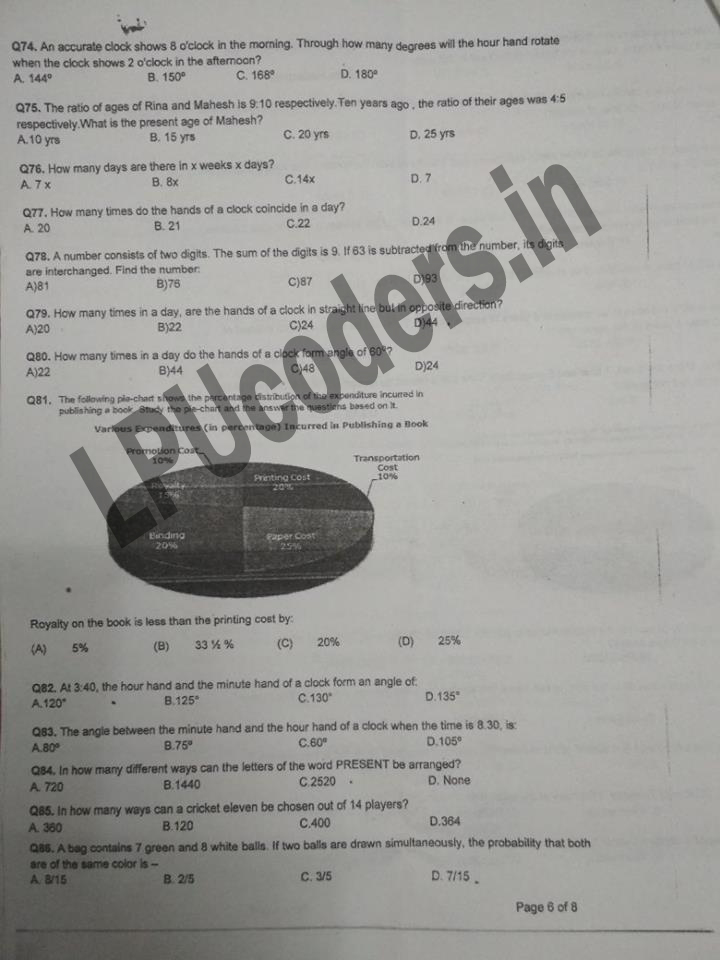 Q74. An accurate clock shows 8 o'clock in the morning. Through how many degrees will the hour hand rotate
when the clock shows 2 o'clock in the afternoon?
A. 144º B. 150º C. 168º D. 180º
Q75. The ratio of ages of Rina and Mahesh is 9:10 respectively.Ten years ago , the ratio of their ages was 4:5
respectively.What is the present age of Mahesh?
A.10 yrs B. 15 yrs C. 20 yrs D. 25 yrs
Q76. How many days are there in x weeks x days?
A. 7 x B. 8x C.14x D. 7
Q77. How many times do the hands of a clock coincide in a day?
A. 20 B. 21 C.22 D.24
Q78. A number consists of two digits. The sum of the digits is 9. If 63 is subtracted from the number, its digits
are interchanged. Find the number:
A)81 B)76 C)87 D)93
Q79. How many times in a day, are the hands of a clock in straight line but in opposite direction?
A)20 B)22 C)24 D)44
Q80. How many times in a day do the hands of a clock form angle of 60º?
A)22 B)44 C)48 D)24
Q81. The following pie-chart shows the percentage distribution of the expenditure incurred in
publishing a book. Study the pie-chart and the answer the questions based on it.
Various Expenditures (in percentage) Incurred in Publishing a Book
Promotion Cost
10%
Transportation
Cost
10%
Royalty
15%
Printing Cost
20%
Binding
20%
Paper Cost
25%
LPUcoders.in
Royalty on the book is less than the printing cost by:
(A) 5% (B) 33 ⅓ % (C) 20% (D) 25%
Q82. At 3:40, the hour hand and the minute hand of a clock form an angle of:
A.120° B.125° C.130° D.135°
Q83. The angle between the minute hand and the hour hand of a clock when the time is 8.30, is:
A.80º B.75º C.60º D.105º
Q84. In how many different ways can the letters of the word PRESENT be arranged?
A. 720 B.1440 C.2520 D. None
Q85. In how many ways can a cricket eleven be chosen out of 14 players?
A. 360 B.120 C.400 D.364
Q86. A bag contains 7 green and 8 white balls. If two balls are drawn simultaneously, the probability that both
are of the same color is –
A. 8/15 B. 2/5 C. 3/5 D. 7/15
Page 6 of 8